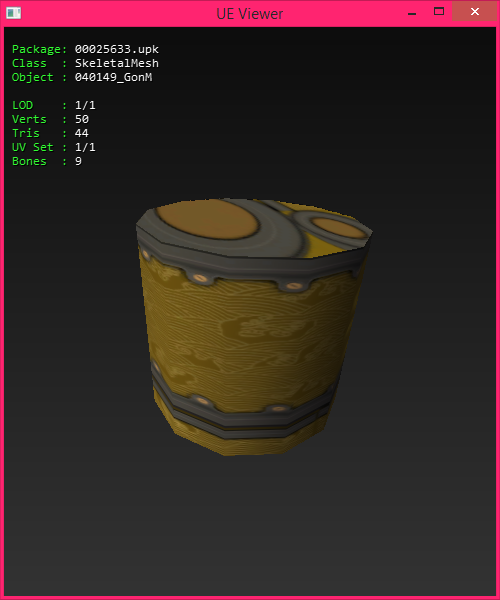 UE Viewer
Package: 00025633.upk
Class : SkeletalMesh
Object : 040149_GonM
LOD : 1/1
Verts : 50
Tris : 44
UV Set : 1/1
Bones : 9